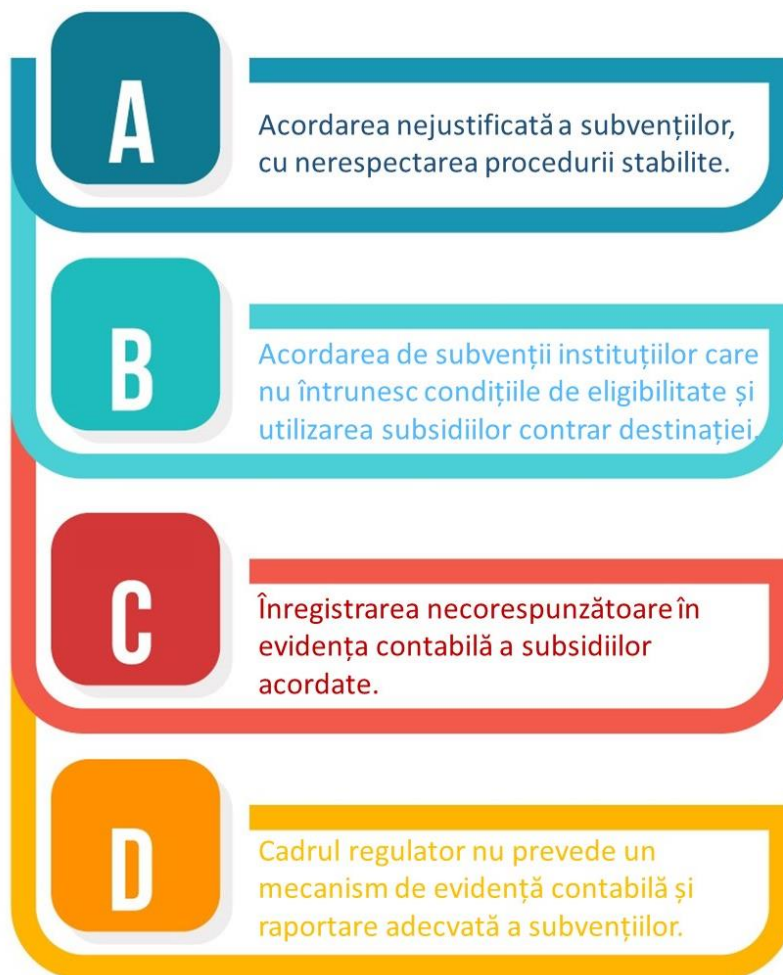 A
Acordarea nejustificată a subvențiilor,
cu nerespectarea procedurii stabilite.
B
Acordarea de subvenții instituțiilor care
nu întrunesc condițiile de eligibilitate și
utilizarea subsidiilor contrar destinației.
C
Înregistrarea necorespunzătoare în
evidența contabilă a subsidiilor
acordate.
D
Cadrul regulator nu prevede un
mecanism de evidență contabilă și
raportare adecvată a subvențiilor.